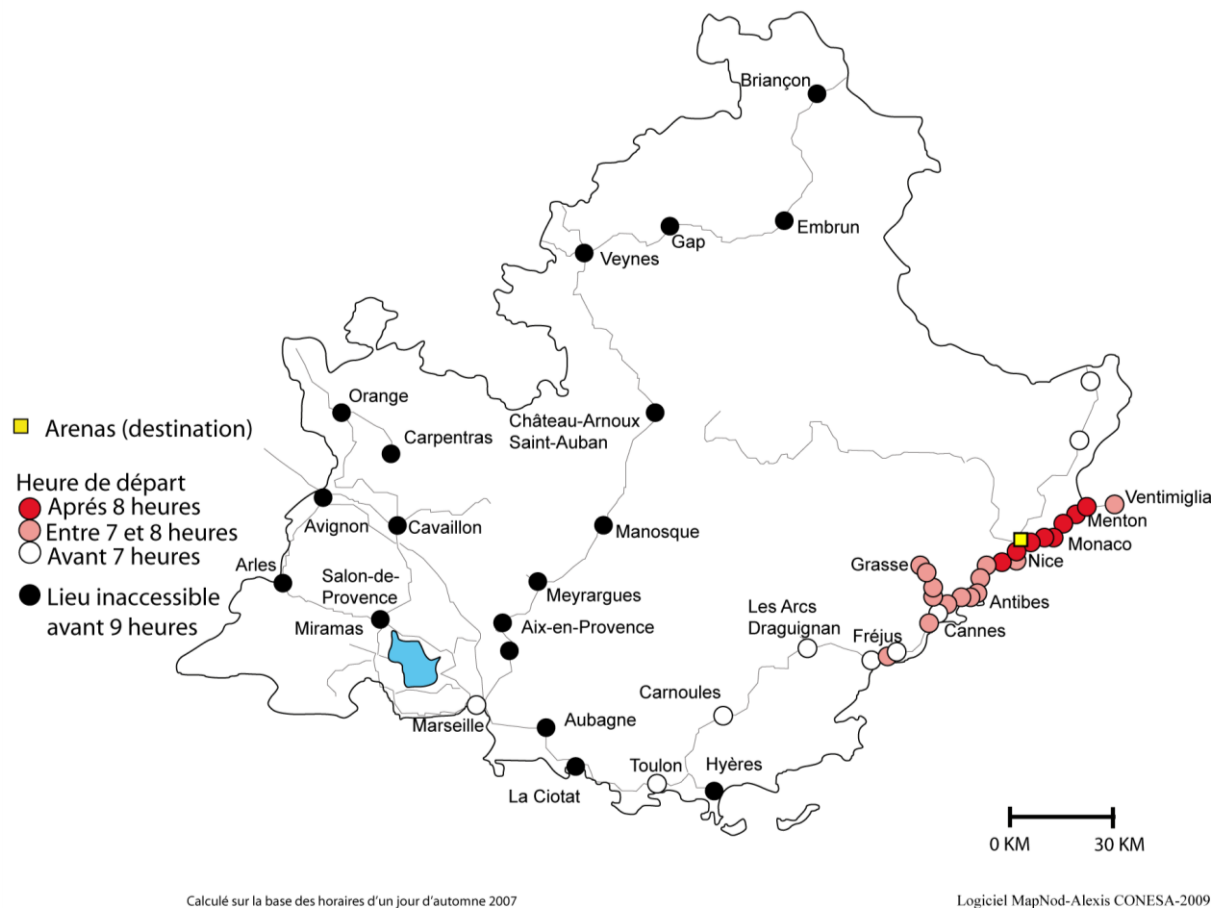 Briançon
Embrun
Gap
Veynes
Orange
Carpentras
Château-Arnoux
Saint-Auban
Arenas (destination)
Heure de départ
Aprés 8 heures
Entre 7 et 8 heures
Avant 7 heures
Lieu inaccessible
avant 9 heures
Avignon
Cavaillon
Manosque
Ventimiglia
Menton
Monaco
Nice
Grasse
Antibes
Cannes
Arles
Salon-de-
Provence
Miramas
Meyrargues
Aix-en-Provence
Les Arcs
Draguignan
Fréjus
Carnoules
Marseille
Aubagne
La Ciotat
Toulon
Hyères
0 KM
30 KM
Calculé sur la base des horaires d'un jour d'automne 2007
Logiciel MapNod-Alexis CONESA-2009